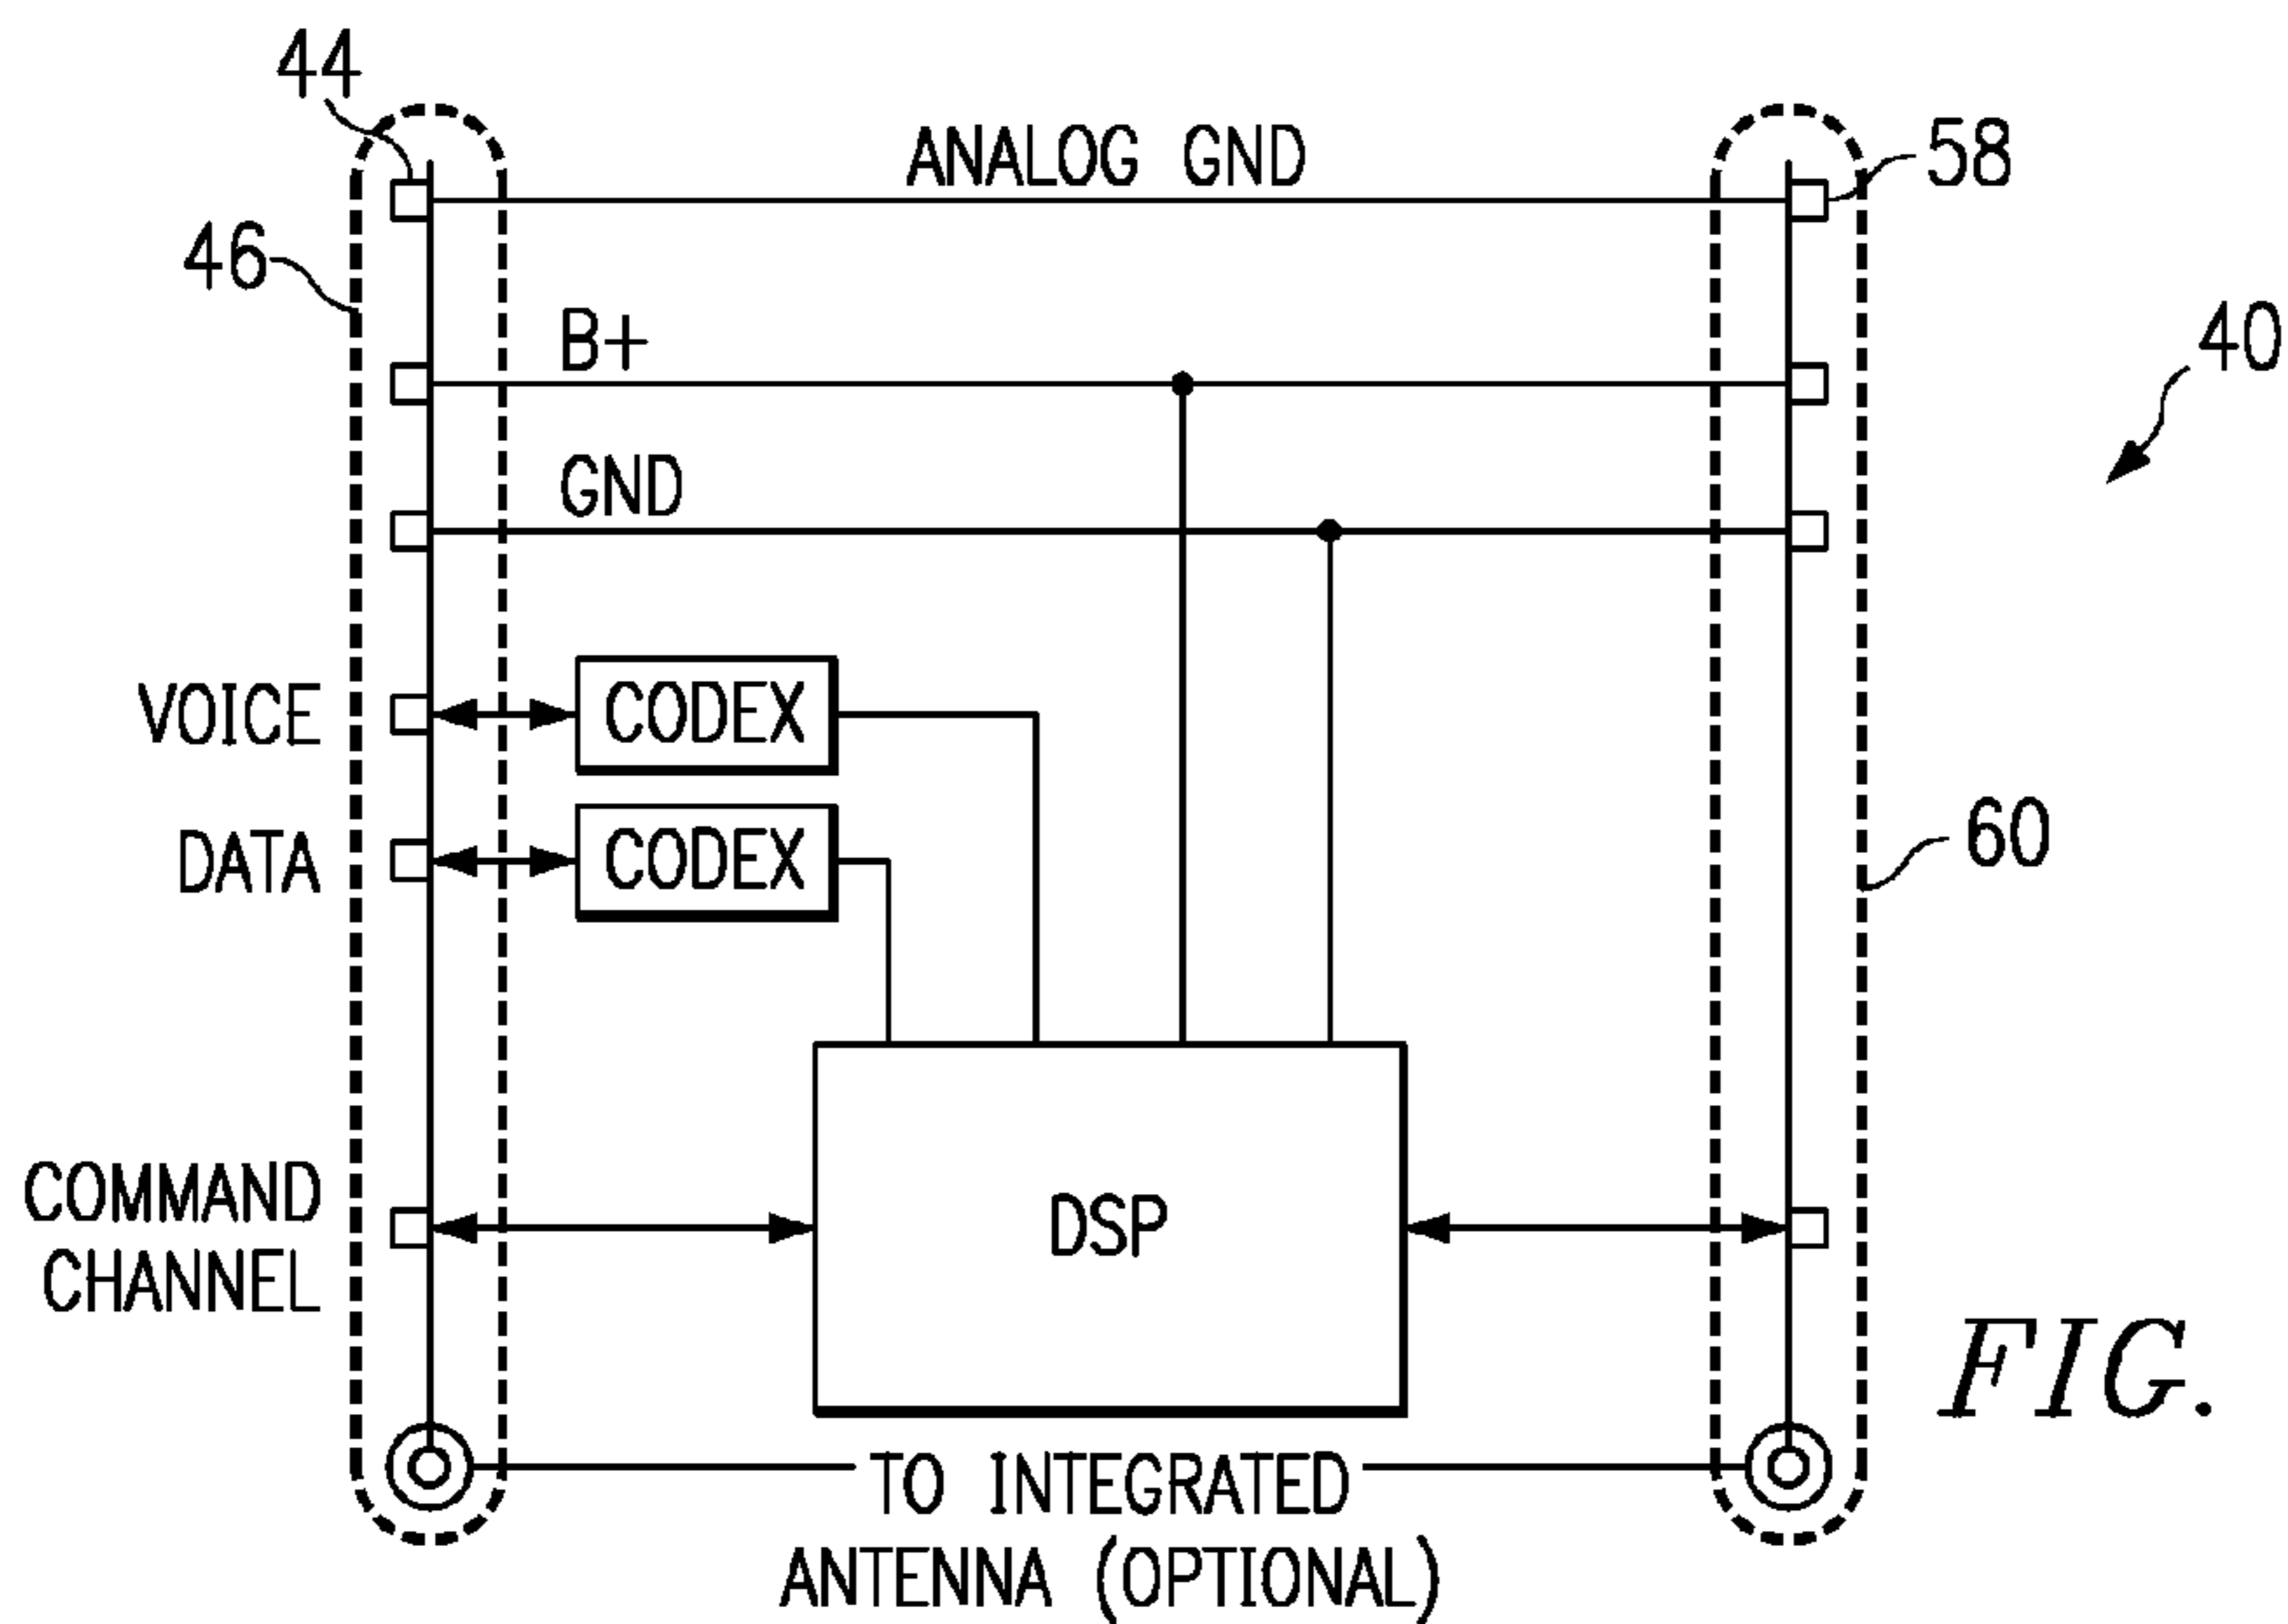 44
ANALOG GND
58
46
B+
40
GND
VOICE
CODEX
DATA
CODEX
60
COMMAND
CHANNEL
DSP
FIG.
TO INTEGRATED
ANTENNA (OPTIONAL)